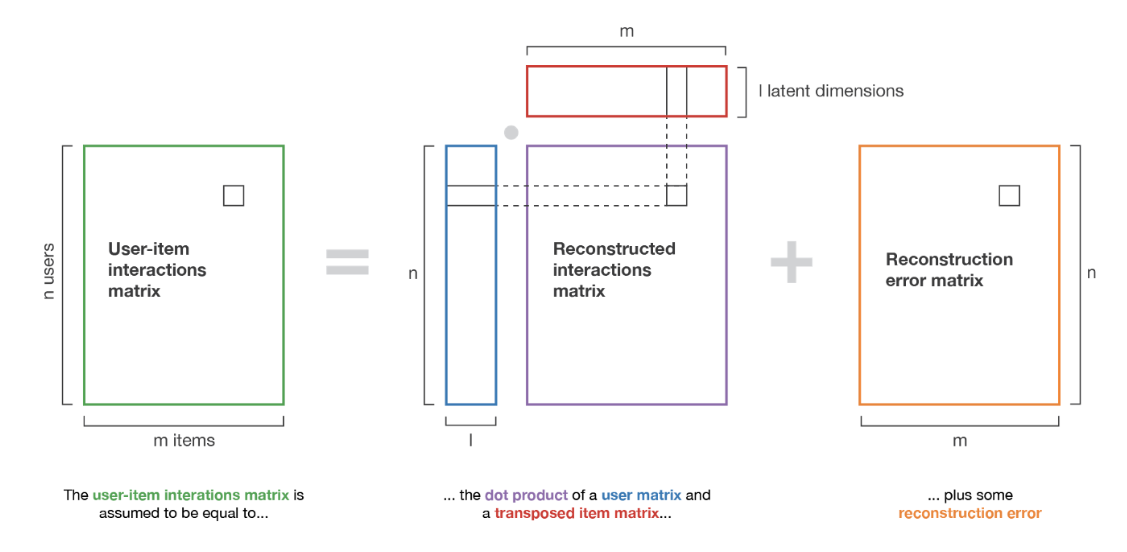 m
l latent dimensions
n users
User-item
interactions
matrix
m items
n
l
Reconstructed
interactions
matrix
Reconstruction
error matrix
n
m
The user-item interations matrix is
assumed to be equal to...
... the dot product of a user matrix and
a transposed item matrix...
... plus some
reconstruction error